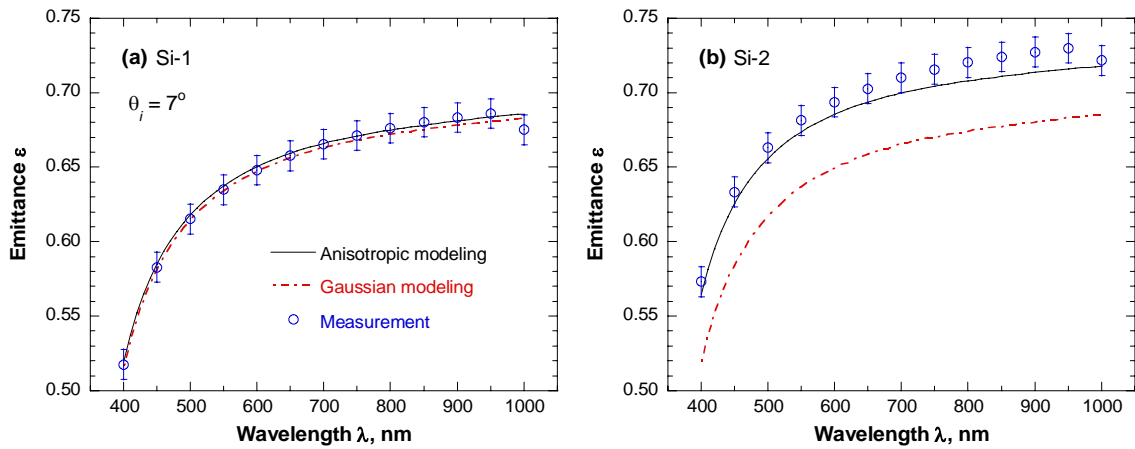 (a) Si-1
θi = 7o
Anisotropic modeling
Gaussian modeling
Measurement
0.75
0.70
0.65
0.60
0.55
0.50
Emittance ε
400 500 600 700 800 900 1000
Wavelength λ, nm
(b) Si-2
0.75
0.70
0.65
0.60
0.55
0.50
Emittance ε
400 500 600 700 800 900 1000
Wavelength λ, nm